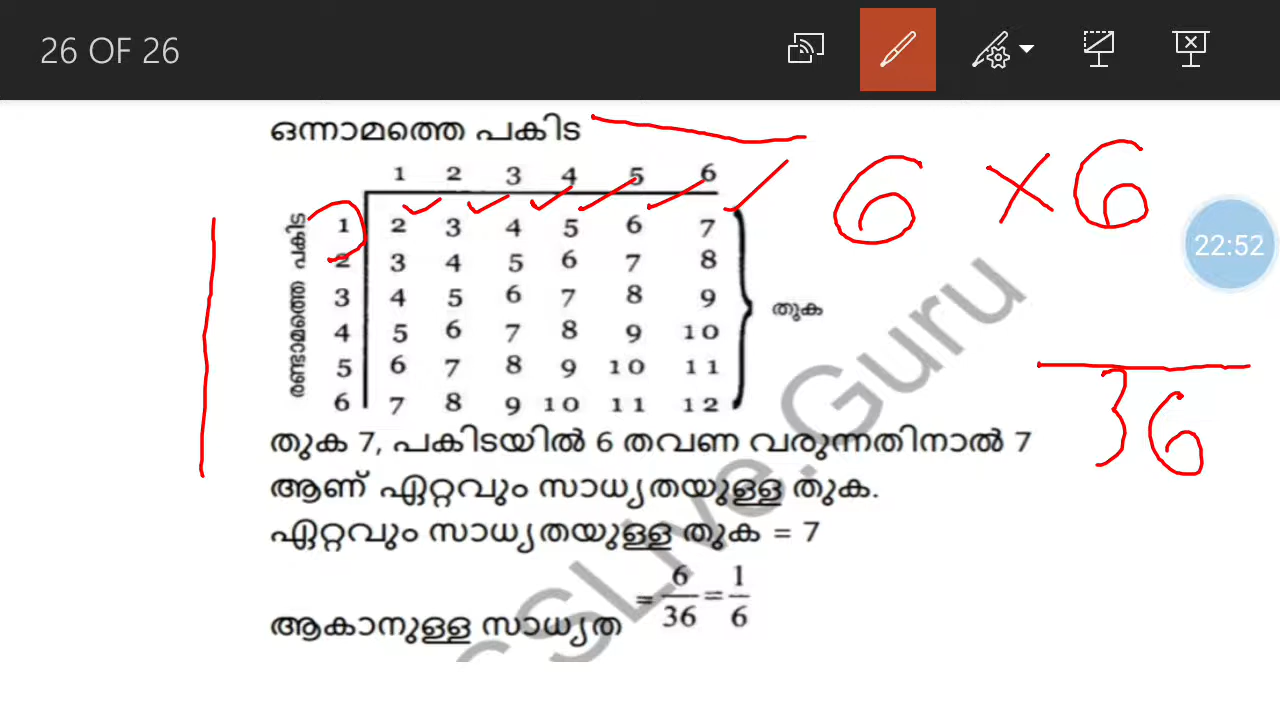 26 OF 26
ഒന്നാമത്തെ പകിട
6 × 6
1 2 3 4 5 6
രണ്ടാമത്തെ പകിട
1 2 3 4 5 6 7
2 3 4 5 6 7 8
3 4 5 6 7 8 9
4 5 6 7 8 9 10
5 6 7 8 9 10 11
6 7 8 9 10 11 12
തുക
22:52
36
തുക 7, പകിടയിൽ 6 തവണ വരുന്നതിനാൽ 7
ആണ് ഏറ്റവും സാധ്യതയുള്ള തുക.
ഏറ്റവും സാധ്യതയുള്ള തുക = 7
ആകാനുള്ള സാധ്യത = 6/36 = 1/6
SSLive.Guru